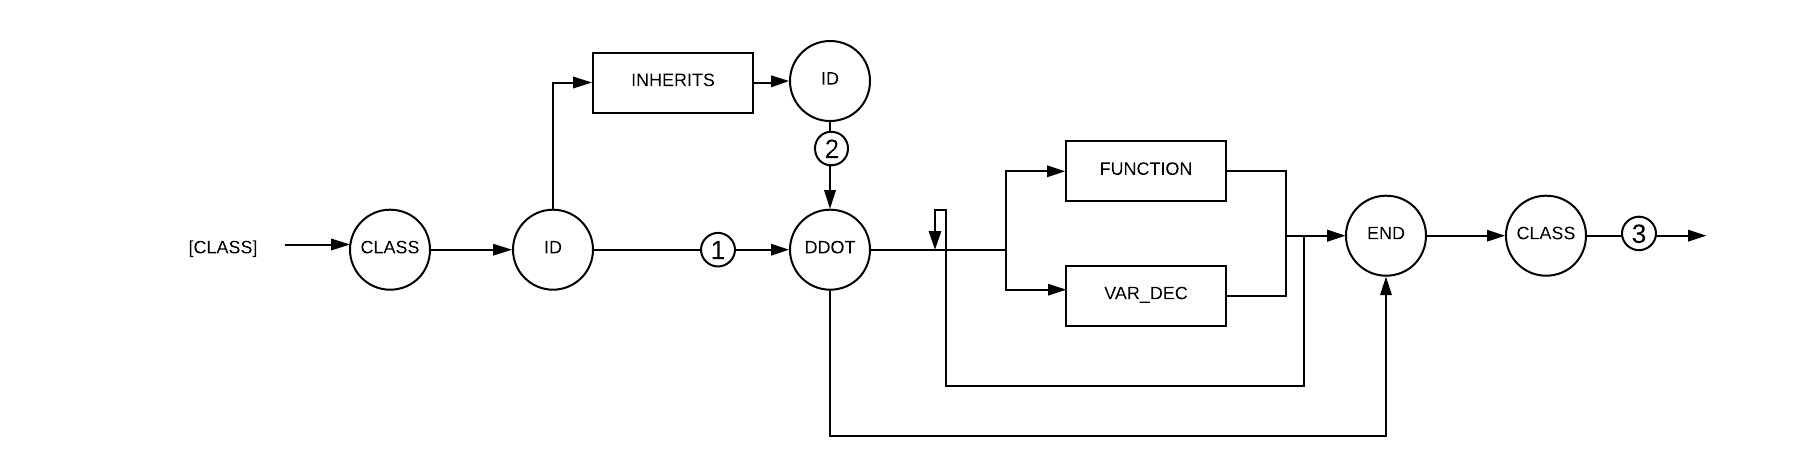 INHERITS
ID
2
FUNCTION
[CLASS]
CLASS
ID
1
DDOT
END
CLASS
3
VAR_DEC